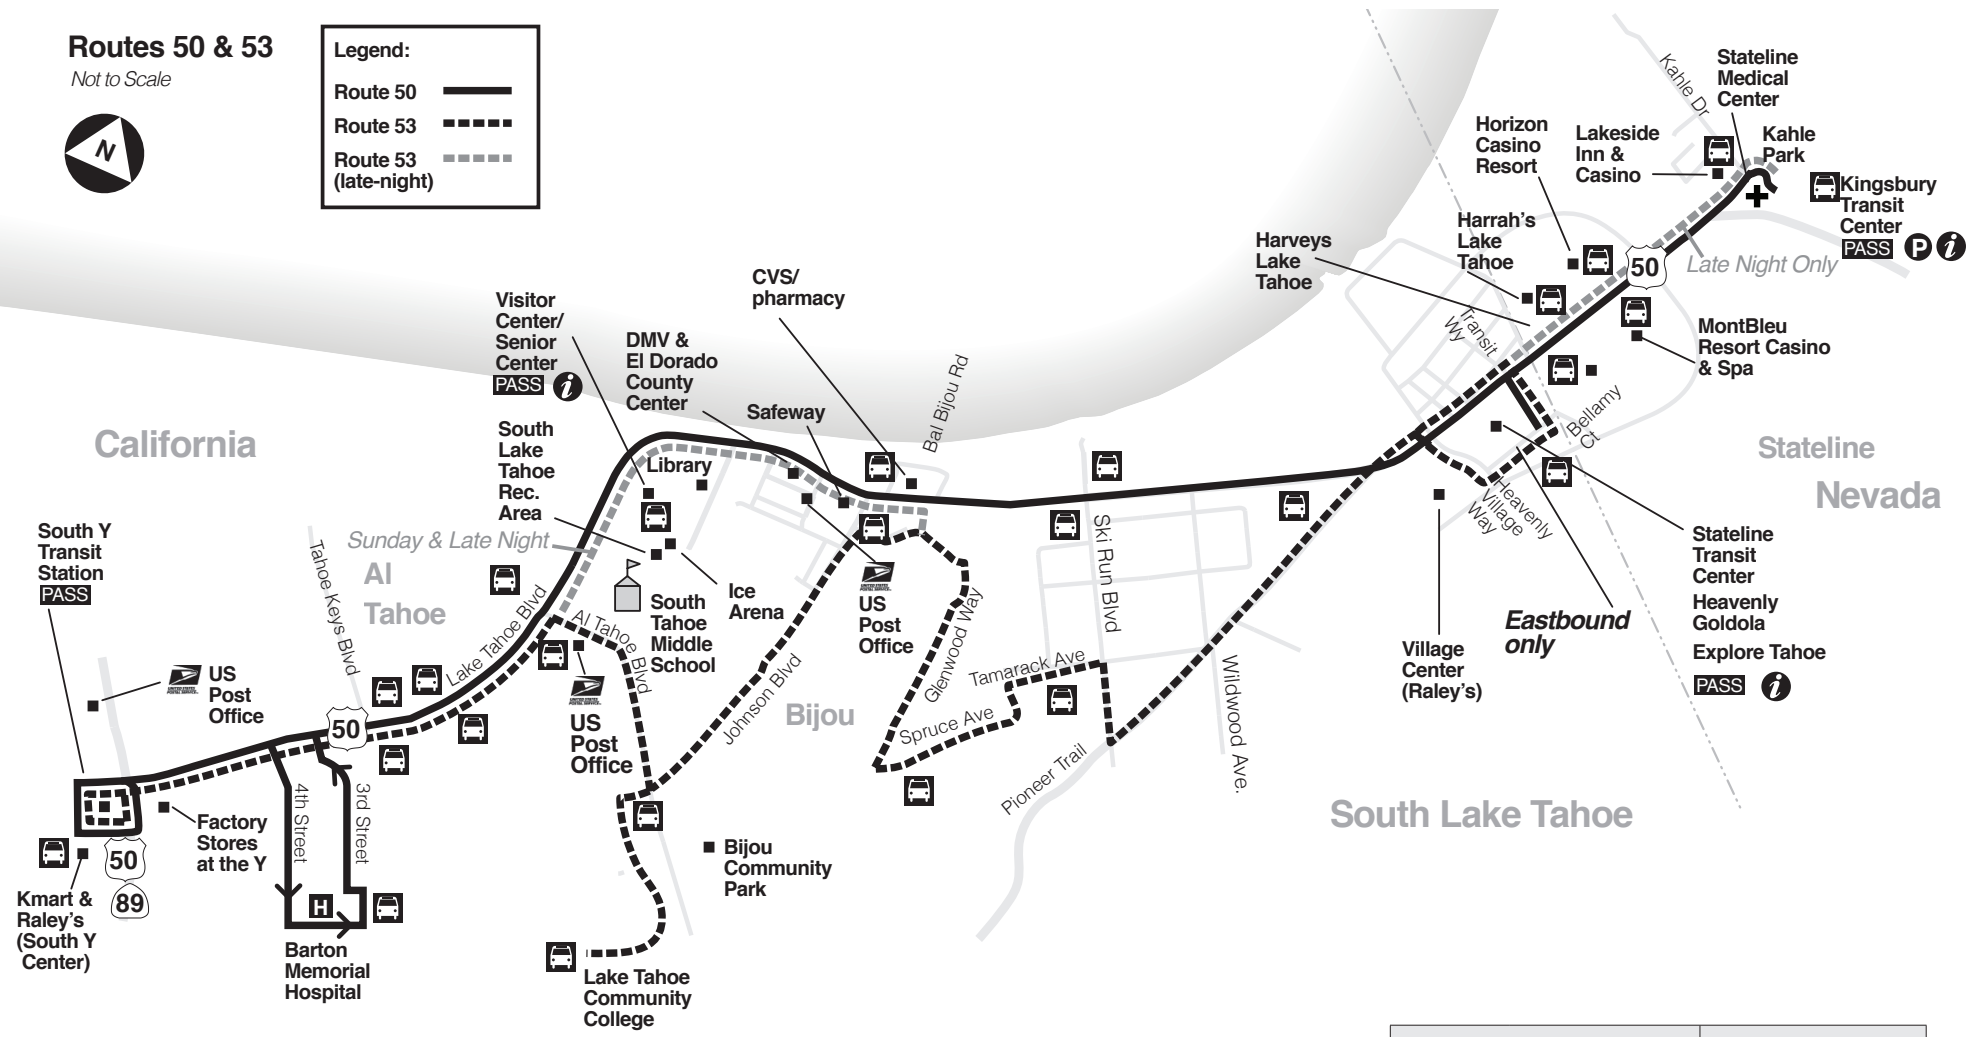 Routes 50 & 53
Not to Scale
N
Legend:
Route 50
Route 53
Route 53
(late-night)
Kahle Dr
Stateline
Medical
Center
Horizon
Casino
Resort
Lakeside
Inn &
Casino
Kahle
Park
Kingsbury
Transit
Center
PASS P i
Harrah's
Lake
Tahoe
Harveys
Lake
Tahoe
50
Late Night Only
Transit
Wy
MontBleu
Resort Casino
& Spa
Bellamy
Ct
CVS/
pharmacy
Visitor
Center/
Senior
Center
PASS i
DMV &
El Dorado
County
Center
Safeway
Bal Bijou Rd
California
South
Lake
Tahoe
Rec.
Area
Library
Stateline
Nevada
Heavenly
Village
Way
South Y
Transit
Station
PASS
Tahoe Keys Blvd
Sunday & Late Night
Al
Tahoe
Lake Tahoe Blvd
Al Tahoe Blvd
Ice
Arena
South
Tahoe
Middle
School
US
Post
Office
Ski Run Blvd
Stateline
Transit
Center
Heavenly
Goldola
Explore Tahoe
PASS i
Eastbound
only
Village
Center
(Raley's)
US
Post
Office
50
US
Post
Office
Johnson Blvd
Bijou
Glenwood Way
Tamarack Ave
Spruce Ave
Wildwood Ave.
Pioneer Trail
South Lake Tahoe
4th Street
3rd Street
Factory
Stores
at the Y
50
89
Kmart &
Raley's
(South Y
Center)
H
Barton
Memorial
Hospital
Bijou
Community
Park
Lake Tahoe
Community
College